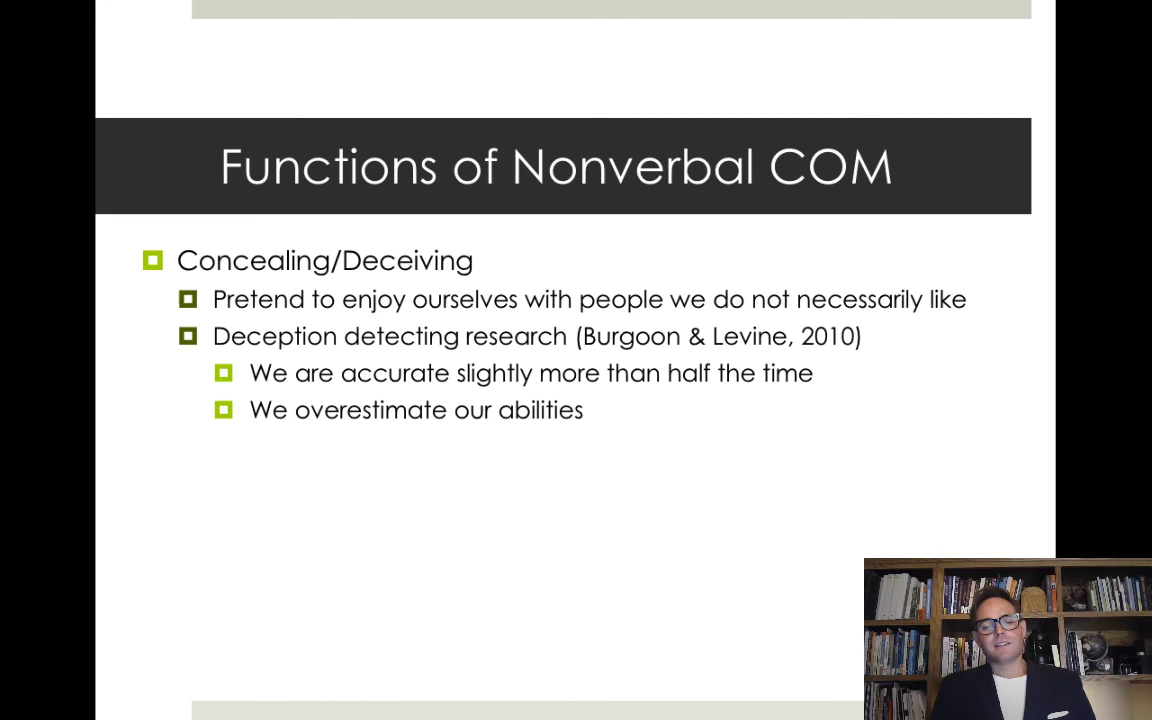 Functions of Nonverbal COM
Concealing/Deceiving
Pretend to enjoy ourselves with people we do not necessarily like
Deception detecting research (Burgoon & Levine, 2010)
We are accurate slightly more than half the time
We overestimate our abilities